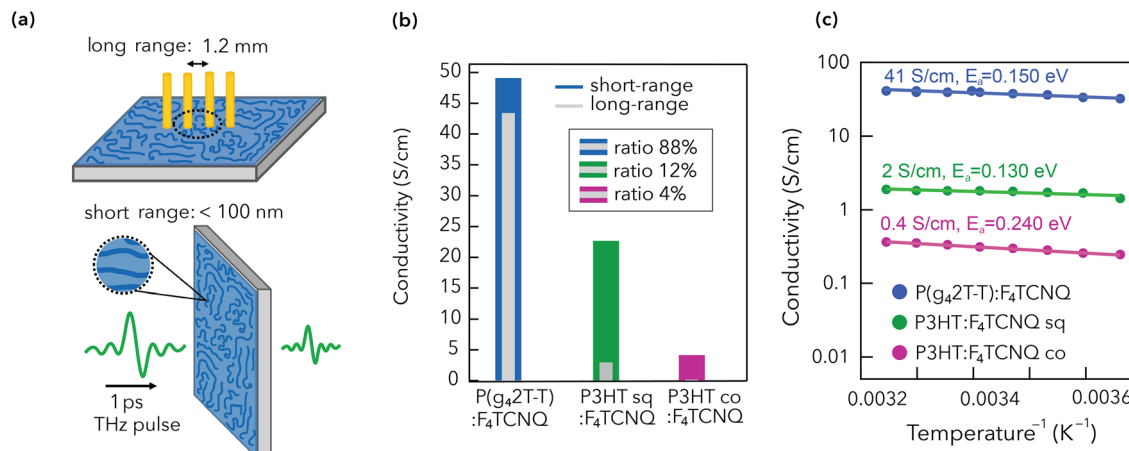 (a)
long range: 1.2 mm
short range: < 100 nm
1 ps
THz pulse
(b)
Conductivity (S/cm)
50
45
40
35
30
25
20
15
10
5
0
short-range
long-range
ratio 88%
ratio 12%
ratio 4%
P(g₄2T-T)
:F₄TCNQ
P3HT sq
:F₄TCNQ
P3HT co
:F₄TCNQ
(c)
Conductivity (S/cm)
100
10
1
0.1
0.01
41 S/cm, Eₐ=0.150 eV
2 S/cm, Eₐ=0.130 eV
0.4 S/cm, Eₐ=0.240 eV
P(g₄2T-T):F₄TCNQ
P3HT:F₄TCNQ sq
P3HT:F₄TCNQ co
0.0032 0.0034 0.0036
Temperature⁻¹ (K⁻¹)